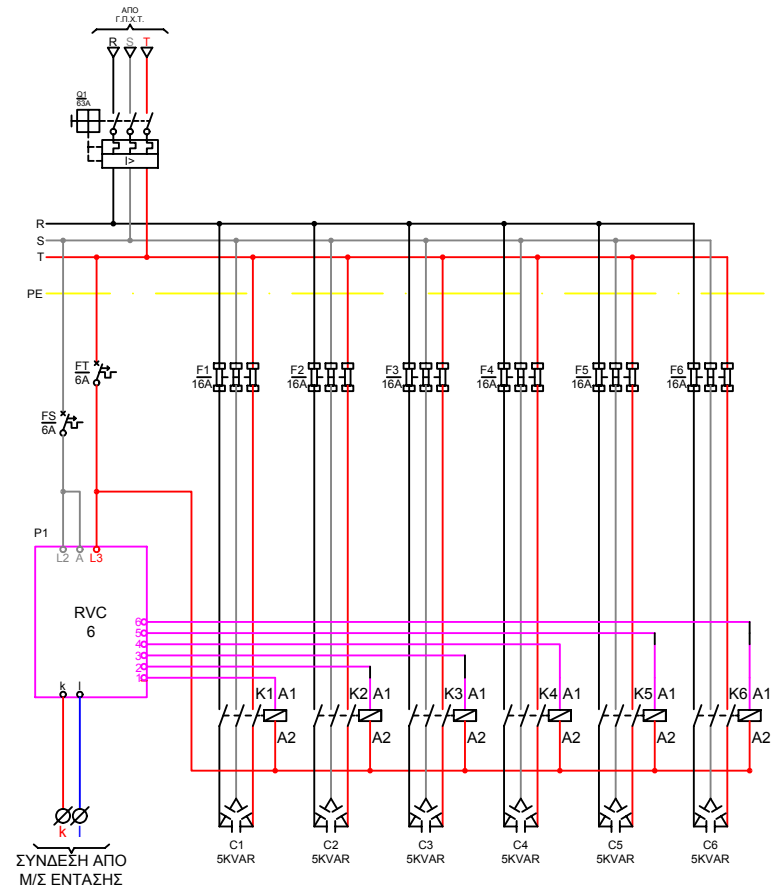 ΑΠΟ
Γ.Π.Χ.Τ.
R S T
Q1
63A
I>
R
S
T
PE
FT
6A
FS
6A
F1
16A
F2
16A
F3
16A
F4
16A
F5
16A
F6
16A
P1
L2 A L3
RVC
6
6
5
4
3
2
1
k l
K1 A1
A2
K2 A1
A2
K3 A1
A2
K4 A1
A2
K5 A1
A2
K6 A1
A2
k l
C1
5KVAR
C2
5KVAR
C3
5KVAR
C4
5KVAR
C5
5KVAR
C6
5KVAR
ΣΥΝΔΕΣΗ ΑΠΟ
Μ/Σ ΕΝΤΑΣΗΣ